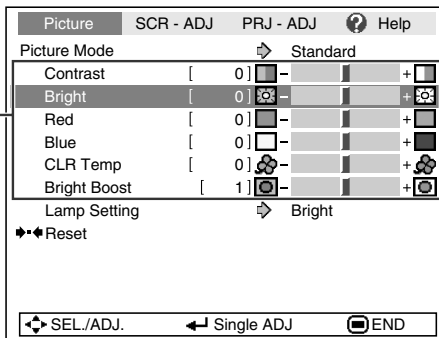 Picture SCR - ADJ PRJ - ADJ Help
Picture Mode Standard
Contrast [ 0 ] - +
Bright [ 0 ] - +
Red [ 0 ] - +
Blue [ 0 ] - +
CLR Temp [ 0 ] - +
Bright Boost [ 1 ] - +
Lamp Setting Bright
Reset
SEL./ADJ. Single ADJ END